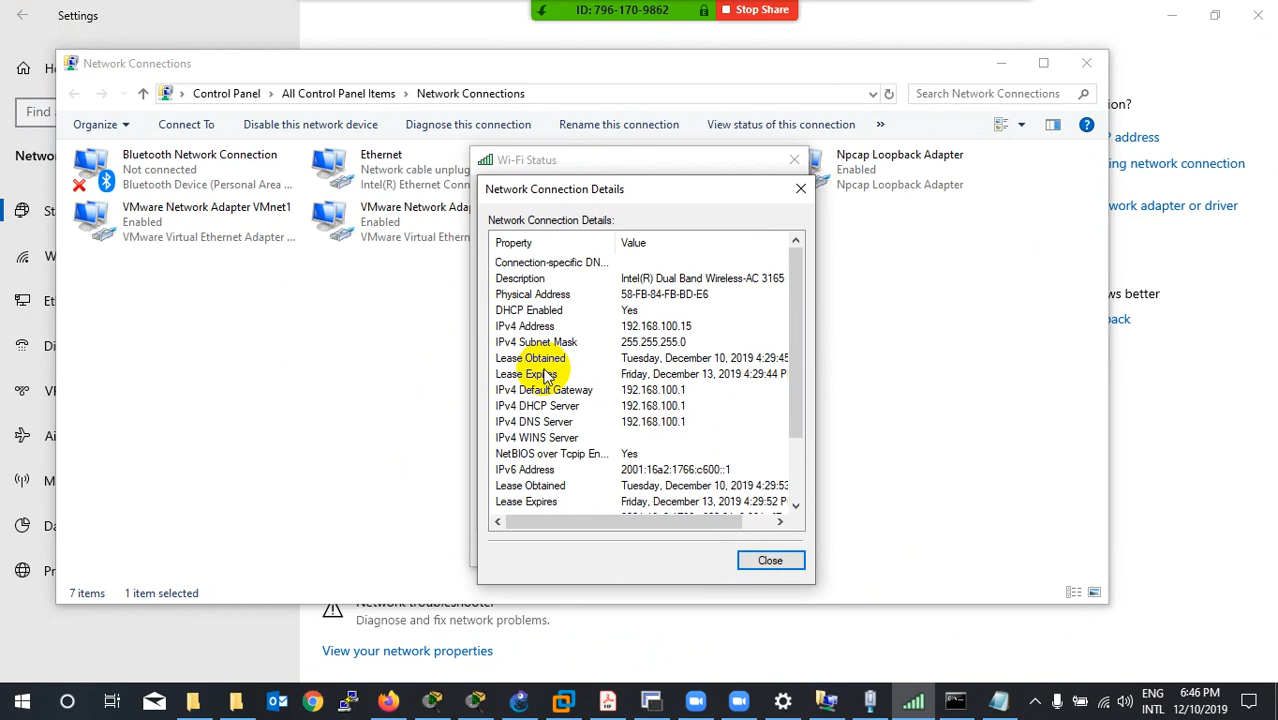 ID: 796-170-9862
Stop Share
Settings
Network Connections
Control Panel > All Control Panel Items > Network Connections
Search Network Connections
Find
Organize
Connect To
Disable this network device
Diagnose this connection
Rename this connection
View status of this connection
»
Bluetooth Network Connection
Not connected
Bluetooth Device (Personal Area ...
Ethernet
Network cable unplug
Intel(R) Ethernet Conn
Npcap Loopback Adapter
Enabled
Npcap Loopback Adapter
VMware Network Adapter VMnet1
Enabled
VMware Virtual Ethernet Adapter ...
VMware Network Ada
Enabled
VMware Virtual Ethern
Wi-Fi Status
Network Connection Details
Network Connection Details:
Property Value
Connection-specific DN...
Description Intel(R) Dual Band Wireless-AC 3165
Physical Address 58-FB-84-FB-BD-E6
DHCP Enabled Yes
IPv4 Address 192.168.100.15
IPv4 Subnet Mask 255.255.255.0
Lease Obtained Tuesday, December 10, 2019 4:29:45
Lease Expires Friday, December 13, 2019 4:29:44 P
IPv4 Default Gateway 192.168.100.1
IPv4 DHCP Server 192.168.100.1
IPv4 DNS Server 192.168.100.1
IPv4 WINS Server
NetBIOS over Tcpip En... Yes
IPv6 Address 2001:16a2:1766:c600::1
Lease Obtained Tuesday, December 10, 2019 4:29:53
Lease Expires Friday, December 13, 2019 4:29:52 P
Close
7 items
1 item selected
Netw
ion?
P address
ing network connection
work adapter or driver
ws better
ack
Network troubleshooter
Diagnose and fix network problems.
View your network properties
ENG
INTL
6:46 PM
12/10/2019